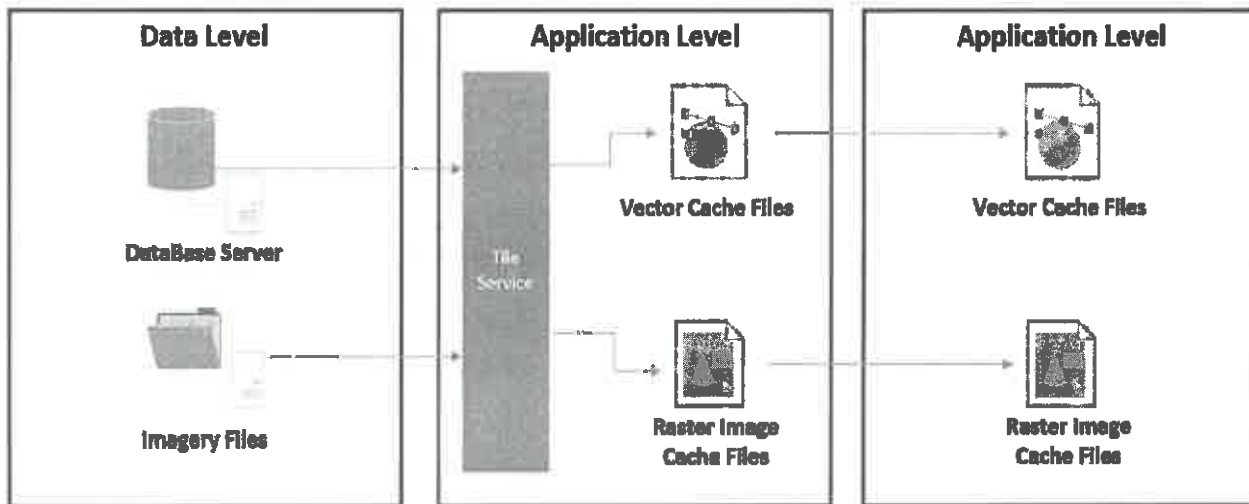 Data Level
DataBase Server
Imagery Files
Application Level
Tile
Service
Vector Cache Files
Raster Image
Cache Files
Application Level
Vector Cache Files
Raster Image
Cache Files